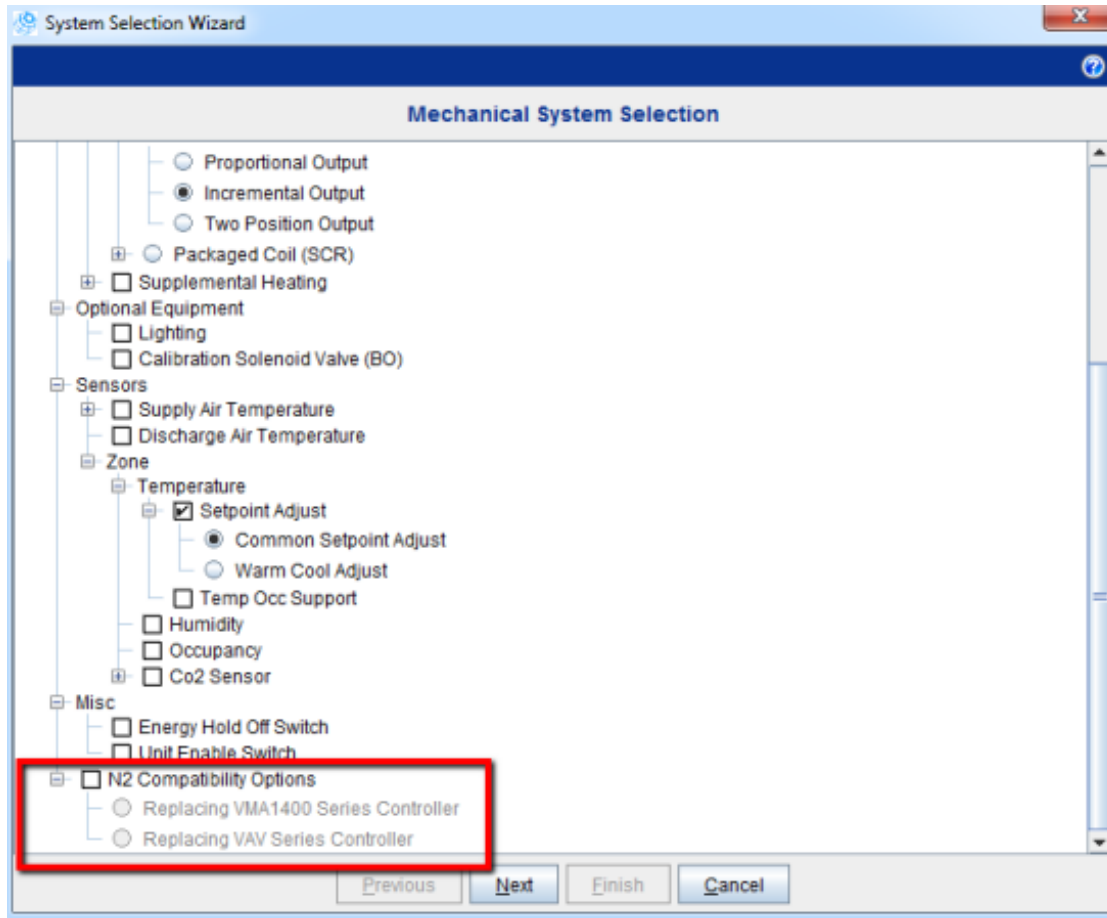 System Selection Wizard
Mechanical System Selection
Proportional Output
Incremental Output
Two Position Output
Packaged Coil (SCR)
Supplemental Heating
Optional Equipment
Lighting
Calibration Solenoid Valve (BO)
Sensors
Supply Air Temperature
Discharge Air Temperature
Zone
Temperature
Setpoint Adjust
Common Setpoint Adjust
Warm Cool Adjust
Temp Occ Support
Humidity
Occupancy
Co2 Sensor
Misc
Energy Hold Off Switch
Unit Enable Switch
N2 Compatibility Options
Replacing VMA1400 Series Controller
Replacing VAV Series Controller
Previous Next Finish Cancel